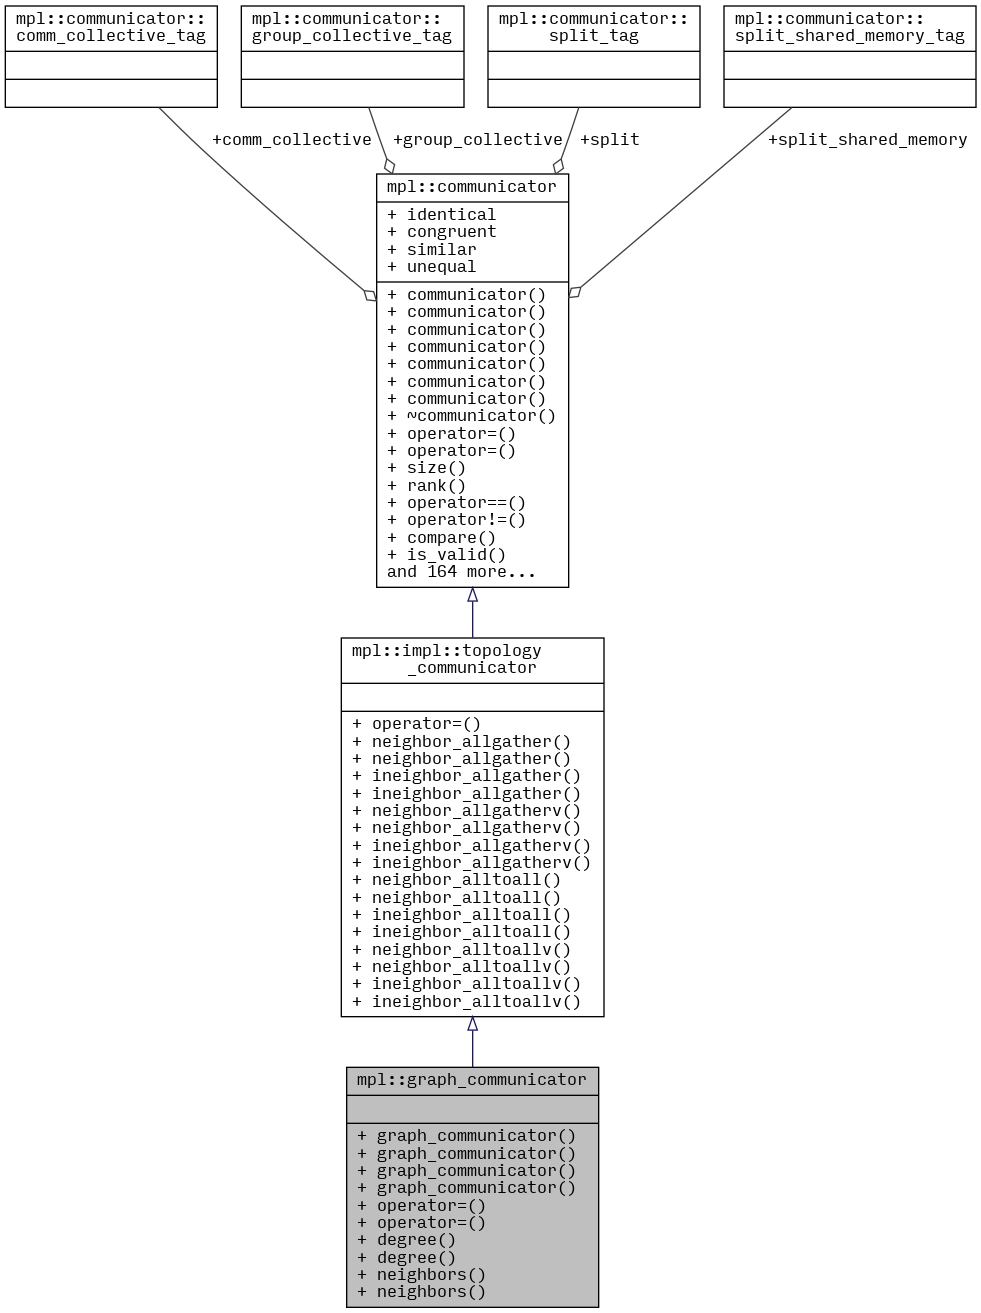 mpl::communicator::
comm_collective_tag
mpl::communicator::
group_collective_tag
mpl::communicator::
split_tag
mpl::communicator::
split_shared_memory_tag
+comm_collective
+group_collective
+split
+split_shared_memory
mpl::communicator
+ identical
+ congruent
+ similar
+ unequal
+ communicator()
+ communicator()
+ communicator()
+ communicator()
+ communicator()
+ communicator()
+ communicator()
+ ~communicator()
+ operator=()
+ operator=()
+ size()
+ rank()
+ operator==()
+ operator!=()
+ compare()
+ is_valid()
and 164 more...
mpl::impl::topology
_communicator
+ operator=()
+ neighbor_allgather()
+ neighbor_allgather()
+ ineighbor_allgather()
+ ineighbor_allgather()
+ neighbor_allgatherv()
+ neighbor_allgatherv()
+ ineighbor_allgatherv()
+ ineighbor_allgatherv()
+ neighbor_alltoall()
+ neighbor_alltoall()
+ ineighbor_alltoall()
+ ineighbor_alltoall()
+ neighbor_alltoallv()
+ neighbor_alltoallv()
+ ineighbor_alltoallv()
+ ineighbor_alltoallv()
mpl::graph_communicator
+ graph_communicator()
+ graph_communicator()
+ graph_communicator()
+ graph_communicator()
+ operator=()
+ operator=()
+ degree()
+ degree()
+ neighbors()
+ neighbors()